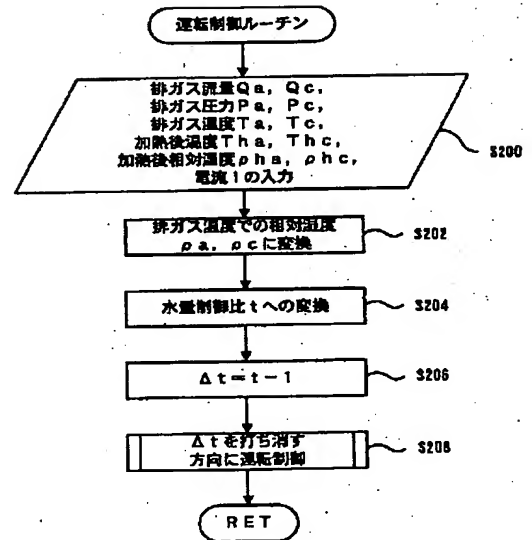 運転制御ルーチン
排ガス流量Qa, Qc,
排ガス圧力Pa, Pc,
排ガス温度Ta, Tc,
加熱後温度Tha, Thc,
加熱後相対湿度ρha, ρhc,
電流Iの入力
S200
排ガス温度での相対湿度
ρa, ρcに変換
S202
水量制御比tへの変換
S204
Δt=t-1
S206
Δtを打ち消す
方向に運転制御
S208
RET